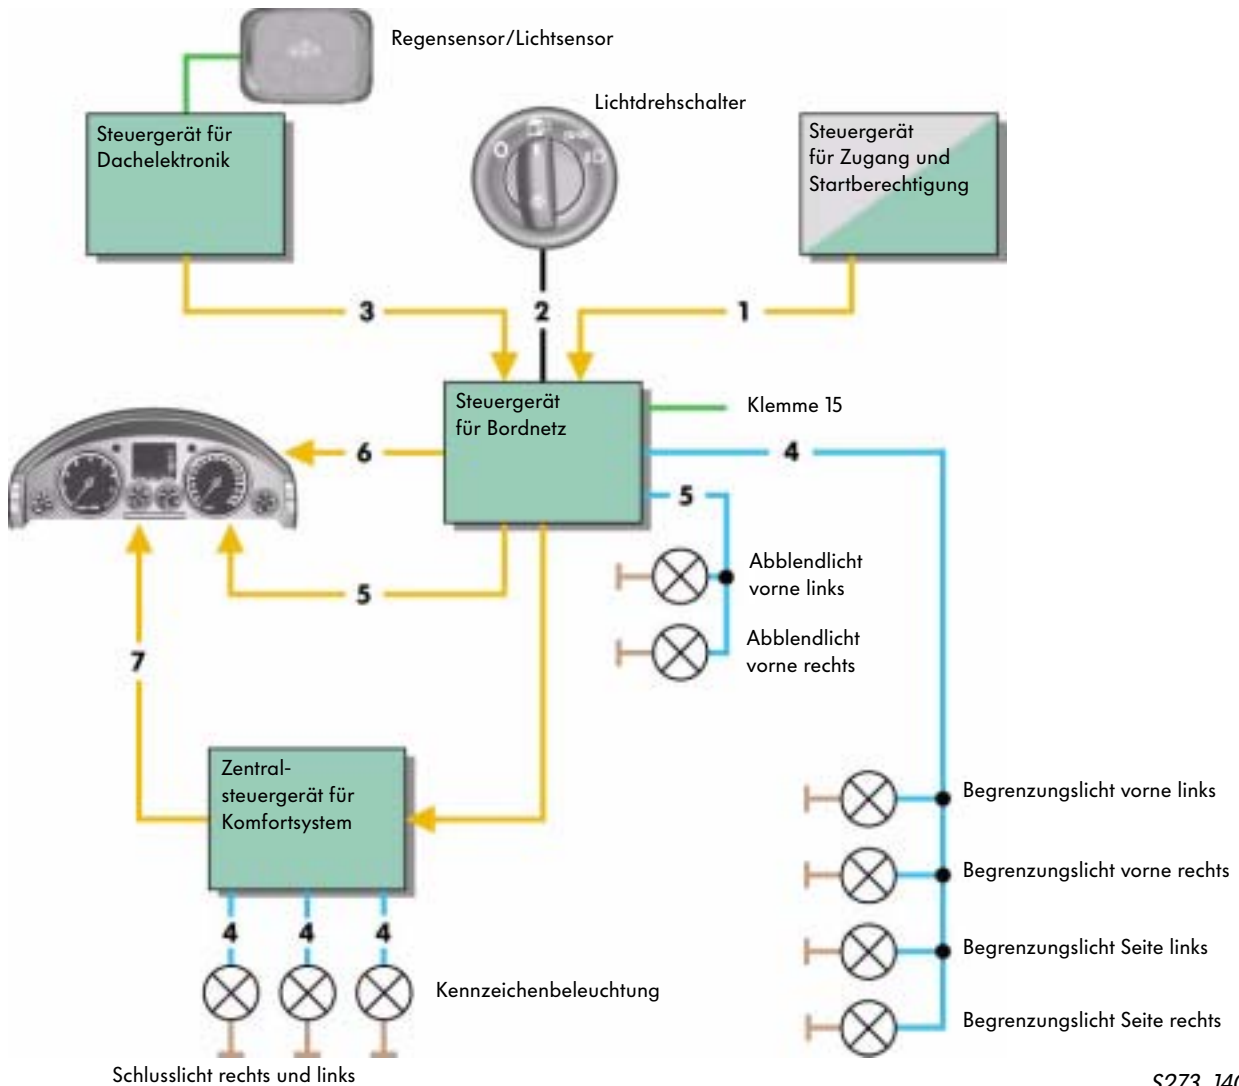 Regensensor/Lichtsensor
Lichtdrehschalter
Steuergerät für
Dachelektronik
Steuergerät
für Zugang und
Startberechtigung
3
2
1
Steuergerät
für Bordnetz
Klemme 15
6
4
5
Abblendlicht
vorne links
5
Abblendlicht
vorne rechts
7
Zentral-
steuergerät für
Komfortsystem
Begrenzungslicht vorne links
Begrenzungslicht vorne rechts
4
4
4
Begrenzungslicht Seite links
Kennzeichenbeleuchtung
Begrenzungslicht Seite rechts
Schlusslicht rechts und links